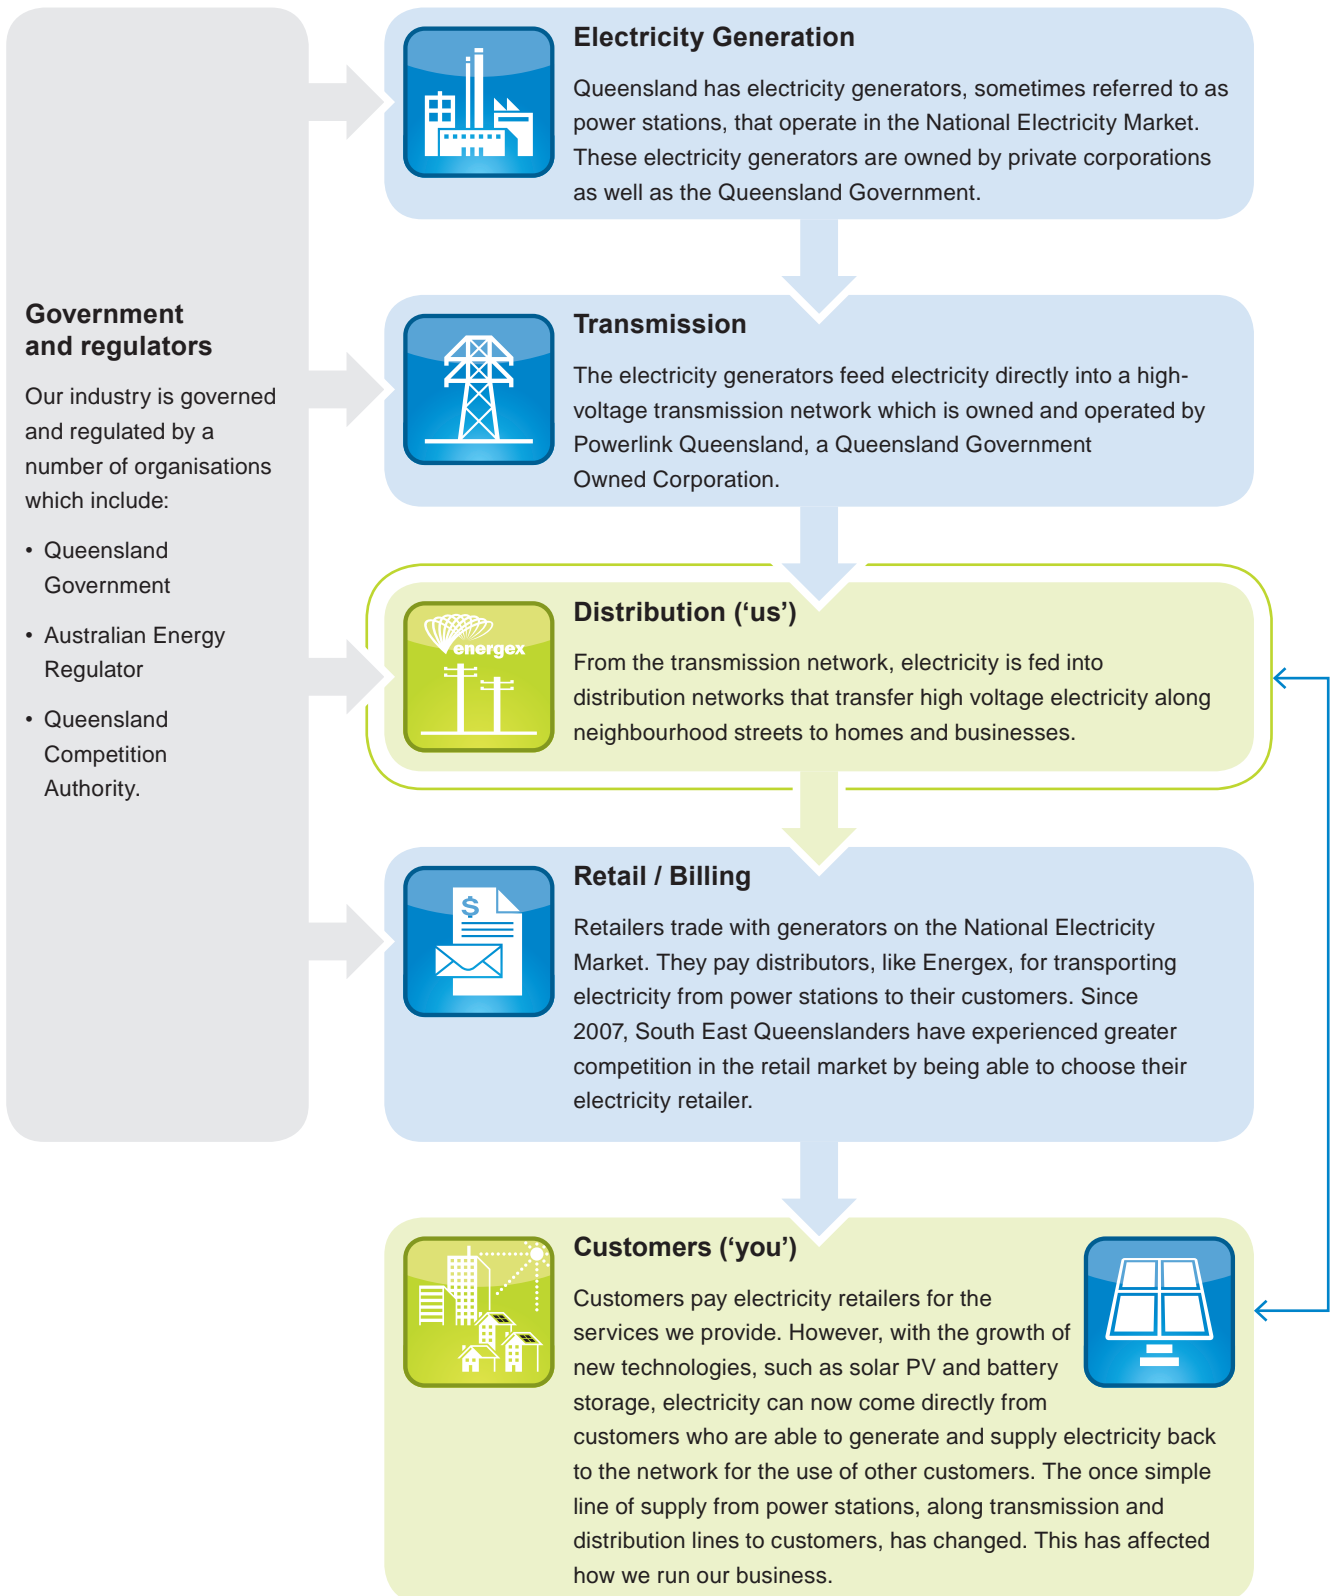 Government
and regulators
Our industry is governed
and regulated by a
number of organisations
which include:
• Queensland
Government
• Australian Energy
Regulator
• Queensland
Competition
Authority.
Electricity Generation
Queensland has electricity generators, sometimes referred to as
power stations, that operate in the National Electricity Market.
These electricity generators are owned by private corporations
as well as the Queensland Government.
Transmission
The electricity generators feed electricity directly into a high-
voltage transmission network which is owned and operated by
Powerlink Queensland, a Queensland Government
Owned Corporation.
energex
Distribution (‘us’)
From the transmission network, electricity is fed into
distribution networks that transfer high voltage electricity along
neighbourhood streets to homes and businesses.
$
Retail / Billing
Retailers trade with generators on the National Electricity
Market. They pay distributors, like Energex, for transporting
electricity from power stations to their customers. Since
2007, South East Queenslanders have experienced greater
competition in the retail market by being able to choose their
electricity retailer.
Customers (‘you’)
Customers pay electricity retailers for the
services we provide. However, with the growth of
new technologies, such as solar PV and battery
storage, electricity can now come directly from
customers who are able to generate and supply electricity back
to the network for the use of other customers. The once simple
line of supply from power stations, along transmission and
distribution lines to customers, has changed. This has affected
how we run our business.